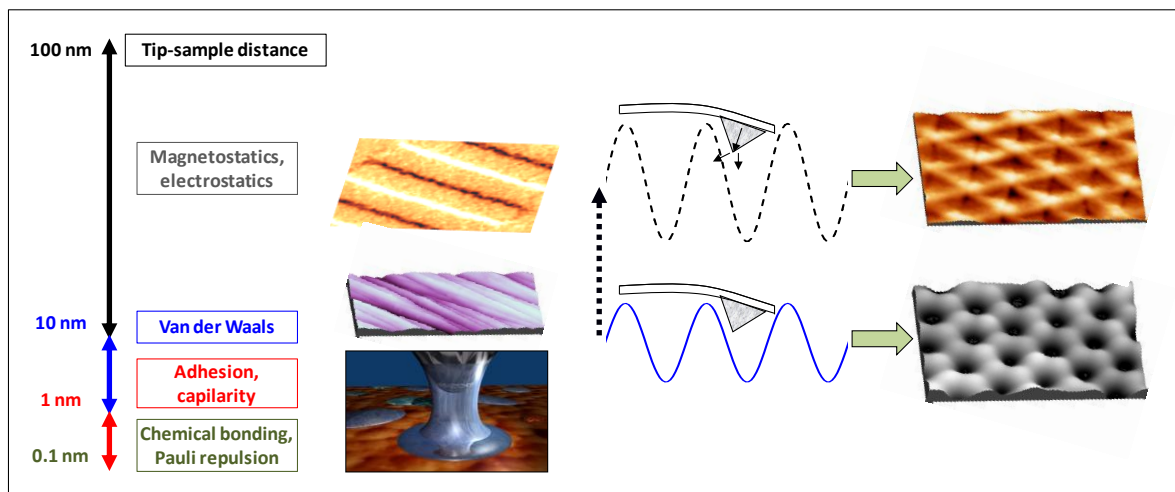 100 nm
Tip-sample distance
Magnetostatics,
electrostatics
10 nm
Van der Waals
Adhesion,
capilarity
1 nm
Chemical bonding,
Pauli repulsion
0.1 nm